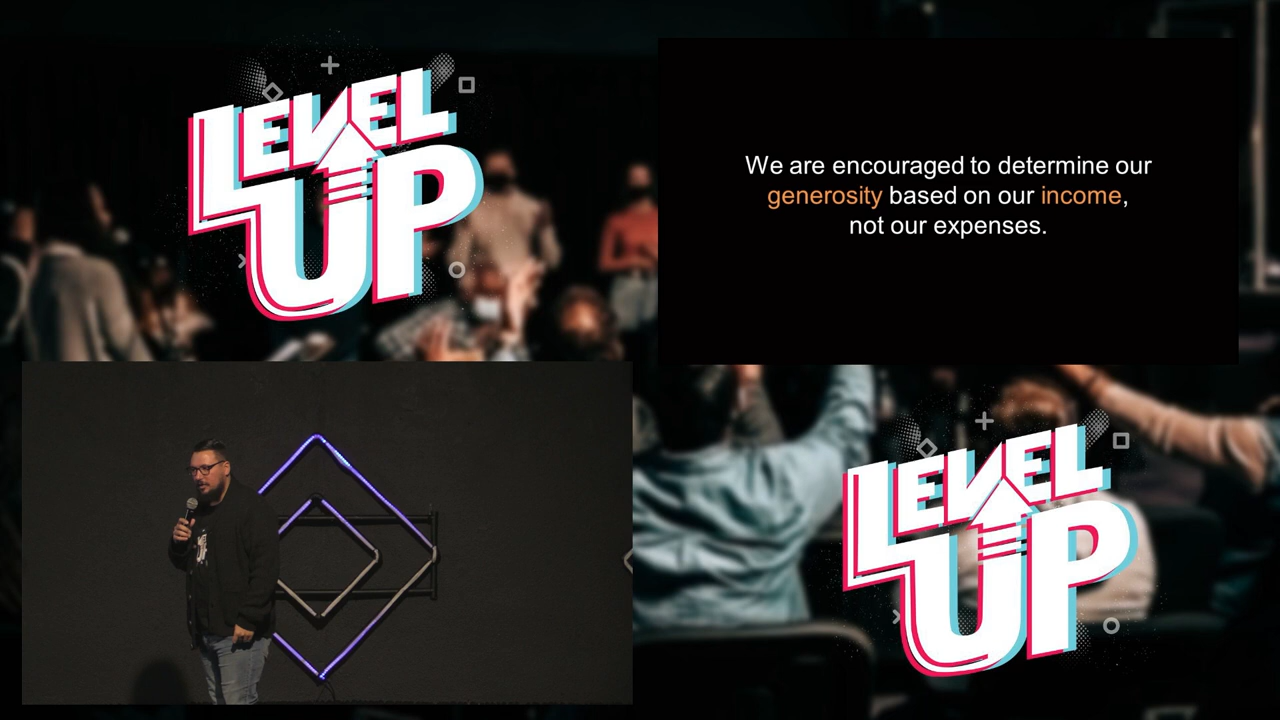 LEVEL
UP
We are encouraged to determine our
generosity based on our income,
not our expenses.
LEVEL
UP